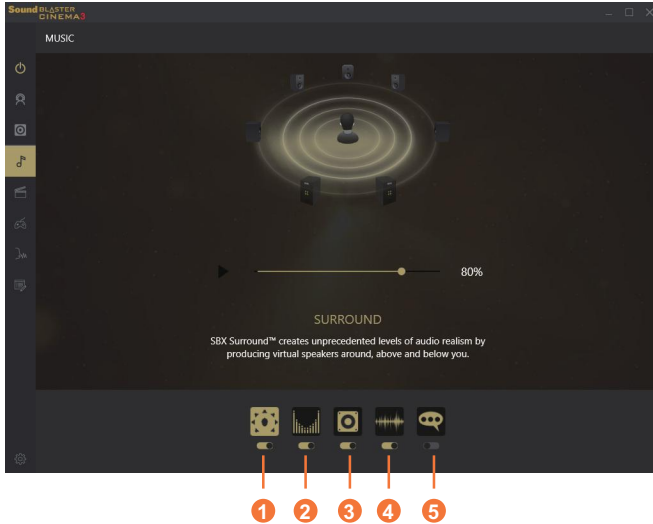 Sound BLASTER
CINEMA3
MUSIC
80%
SURROUND
SBX Surround™ creates unprecedented levels of audio realism by
producing virtual speakers around, above and below you.
1 2 3 4 5